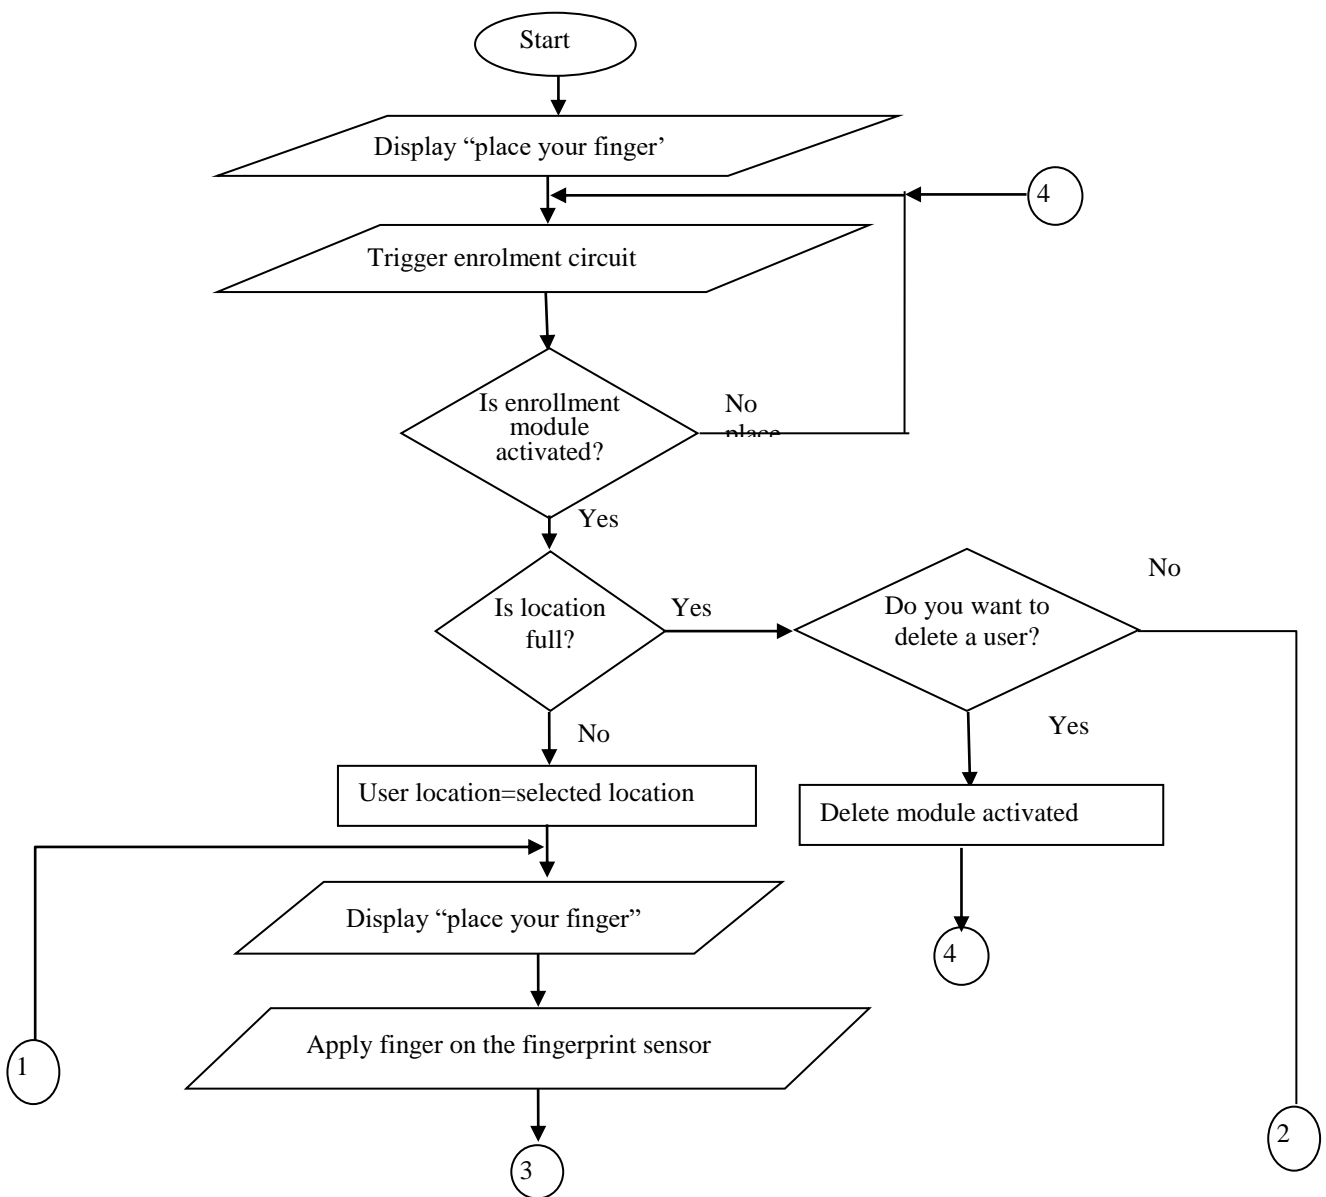 Start
Display “place your finger’
4
Trigger enrolment circuit
Is enrollment
module
activated?
No
place
Yes
Is location
full?
Yes
Do you want to
delete a user?
No
No
Yes
User location=selected location
Delete module activated
Display “place your finger”
4
Apply finger on the fingerprint sensor
1
2
3